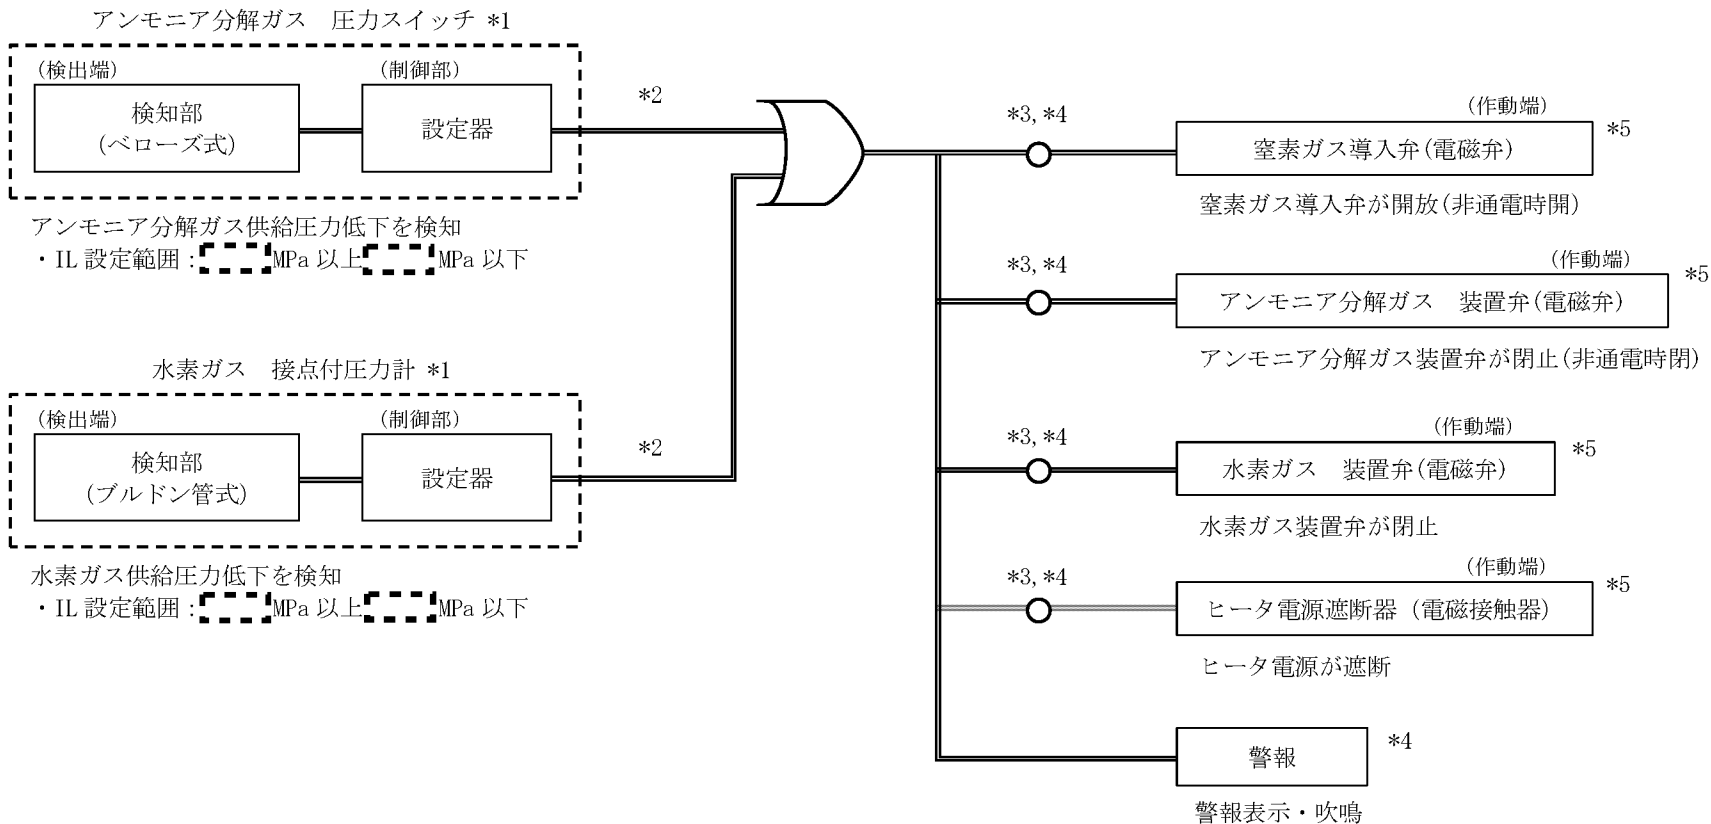 アンモニア分解ガス　圧力スイッチ *1
(検出端)
検知部
(ベローズ式)
(制御部)
設定器
*2
アンモニア分解ガス供給圧力低下を検知
・IL 設定範囲: MPa 以上 MPa 以下
水素ガス　接点付圧力計 *1
(検出端)
検知部
(ブルドン管式)
(制御部)
設定器
*2
水素ガス供給圧力低下を検知
・IL 設定範囲: MPa 以上 MPa 以下
*3, *4
(作動端)
窒素ガス導入弁(電磁弁)
*5
窒素ガス導入弁が開放(非通電時開)
*3, *4
(作動端)
アンモニア分解ガス　装置弁(電磁弁)
*5
アンモニア分解ガス装置弁が閉止(非通電時閉)
*3, *4
(作動端)
水素ガス　装置弁(電磁弁)
*5
水素ガス装置弁が閉止
*3, *4
(作動端)
ヒータ電源遮断器 (電磁接触器)
*5
ヒータ電源が遮断
警報
*4
警報表示・吹鳴